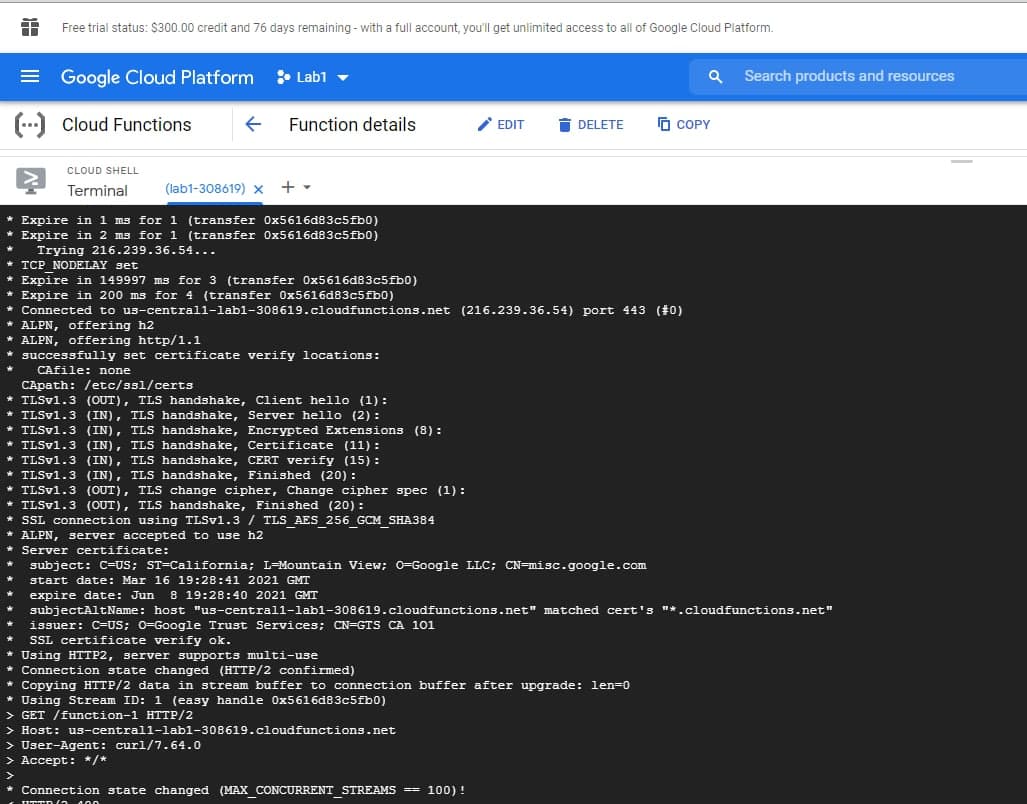 Free trial status: $300.00 credit and 76 days remaining - with a full account, you'll get unlimited access to all of Google Cloud Platform.
Google Cloud Platform Lab1 Search products and resources
Cloud Functions Function details EDIT DELETE COPY
CLOUD SHELL
Terminal (lab1-308619)
* Expire in 1 ms for 1 (transfer 0x5616d83c5fb0)
* Expire in 2 ms for 1 (transfer 0x5616d83c5fb0)
*   Trying 216.239.36.54...
* TCP_NODELAY set
* Expire in 149997 ms for 3 (transfer 0x5616d83c5fb0)
* Expire in 200 ms for 4 (transfer 0x5616d83c5fb0)
* Connected to us-central1-lab1-308619.cloudfunctions.net (216.239.36.54) port 443 (#0)
* ALPN, offering h2
* ALPN, offering http/1.1
* successfully set certificate verify locations:
*   CAfile: none
  CApath: /etc/ssl/certs
* TLSv1.3 (OUT), TLS handshake, Client hello (1):
* TLSv1.3 (IN), TLS handshake, Server hello (2):
* TLSv1.3 (IN), TLS handshake, Encrypted Extensions (8):
* TLSv1.3 (IN), TLS handshake, Certificate (11):
* TLSv1.3 (IN), TLS handshake, CERT verify (15):
* TLSv1.3 (IN), TLS handshake, Finished (20):
* TLSv1.3 (OUT), TLS change cipher, Change cipher spec (1):
* TLSv1.3 (OUT), TLS handshake, Finished (20):
* SSL connection using TLSv1.3 / TLS_AES_256_GCM_SHA384
* ALPN, server accepted to use h2
* Server certificate:
*  subject: C=US; ST=California; L=Mountain View; O=Google LLC; CN=misc.google.com
*  start date: Mar 16 19:28:41 2021 GMT
*  expire date: Jun  8 19:28:40 2021 GMT
*  subjectAltName: host "us-central1-lab1-308619.cloudfunctions.net" matched cert's "*.cloudfunctions.net"
*  issuer: C=US; O=Google Trust Services; CN=GTS CA 1O1
*  SSL certificate verify ok.
* Using HTTP2, server supports multi-use
* Connection state changed (HTTP/2 confirmed)
* Copying HTTP/2 data in stream buffer to connection buffer after upgrade: len=0
* Using Stream ID: 1 (easy handle 0x5616d83c5fb0)
> GET /function-1 HTTP/2
> Host: us-central1-lab1-308619.cloudfunctions.net
> User-Agent: curl/7.64.0
> Accept: */*
>
* Connection state changed (MAX_CONCURRENT_STREAMS == 100)!